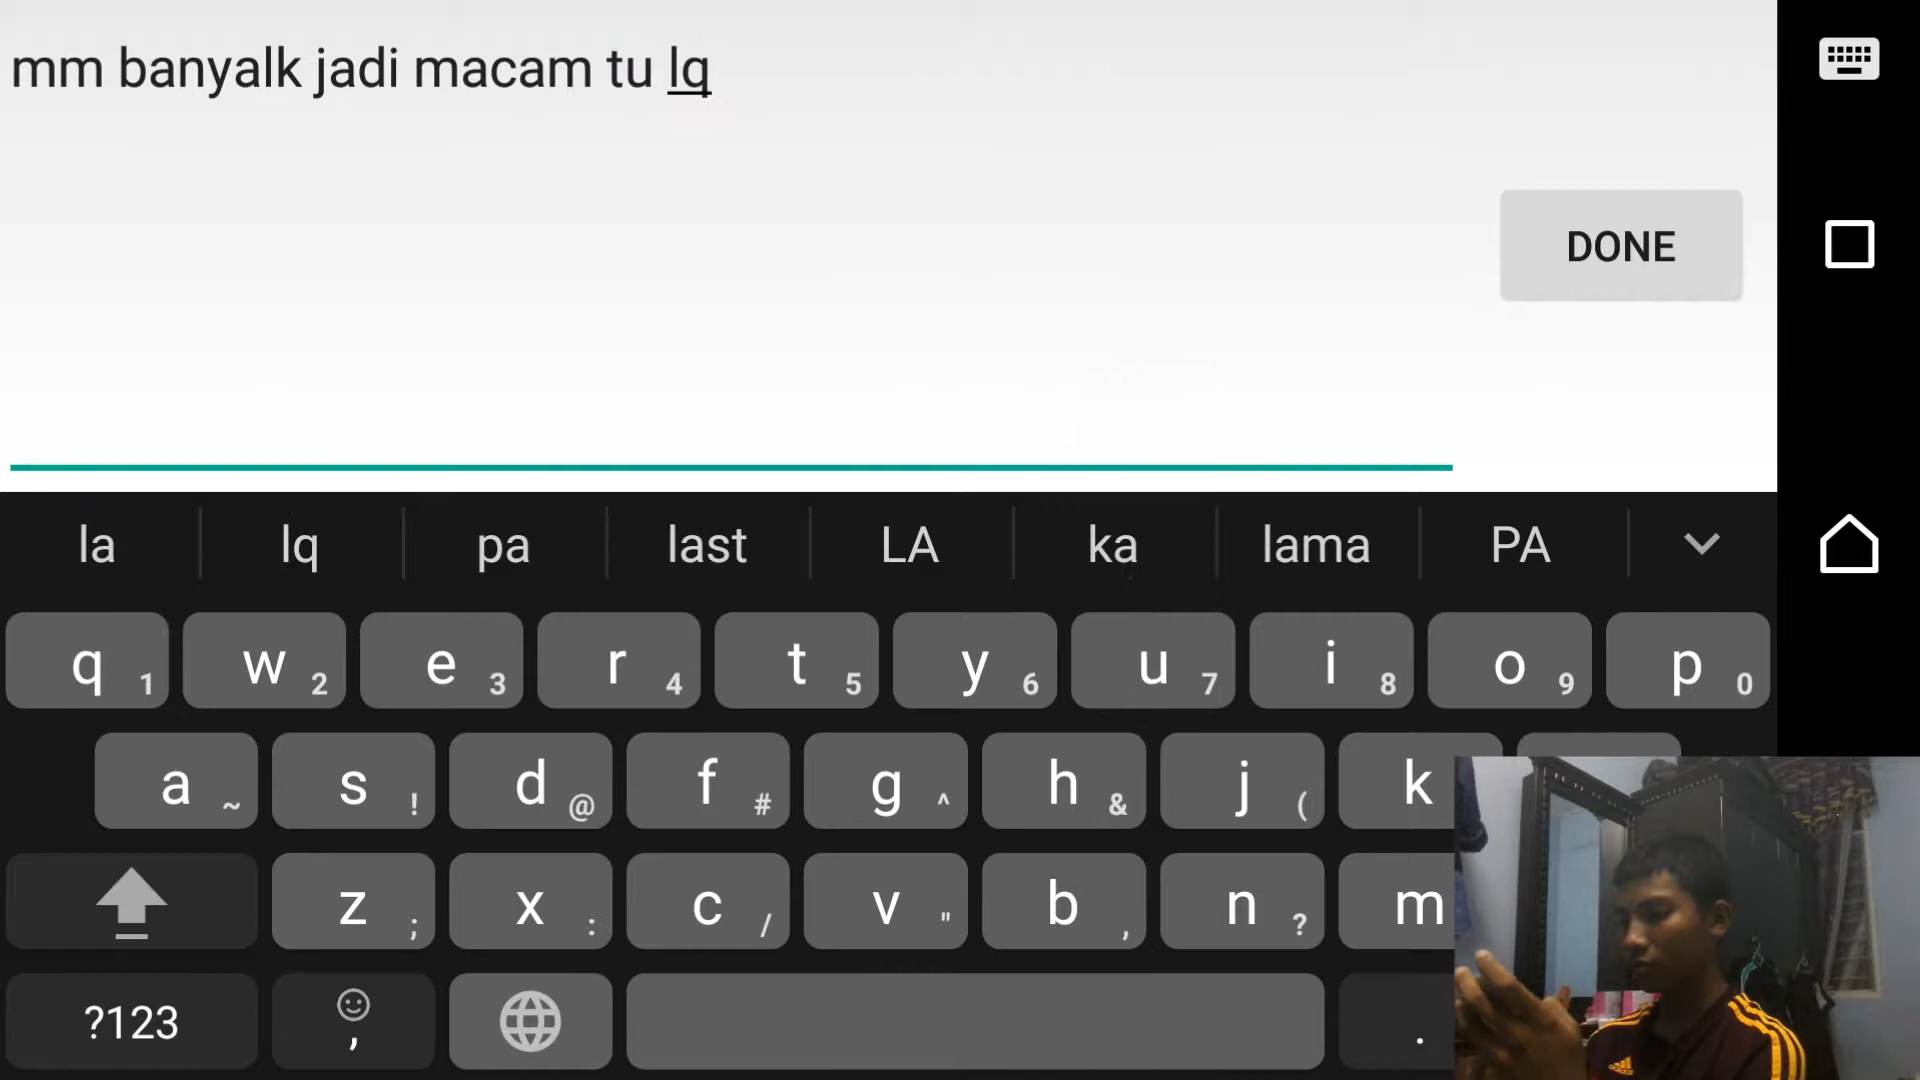 mm banyalk jadi macam tu lq
DONE
la lq pa last LA ka lama PA
q 1 w 2 e 3 r 4 t 5 y 6 u 7 i 8 o 9 p 0
a ~ s ! d @ f # g ^ h & j ( k
z ; x : c / v " b , n ? m
?123 , .
adidas